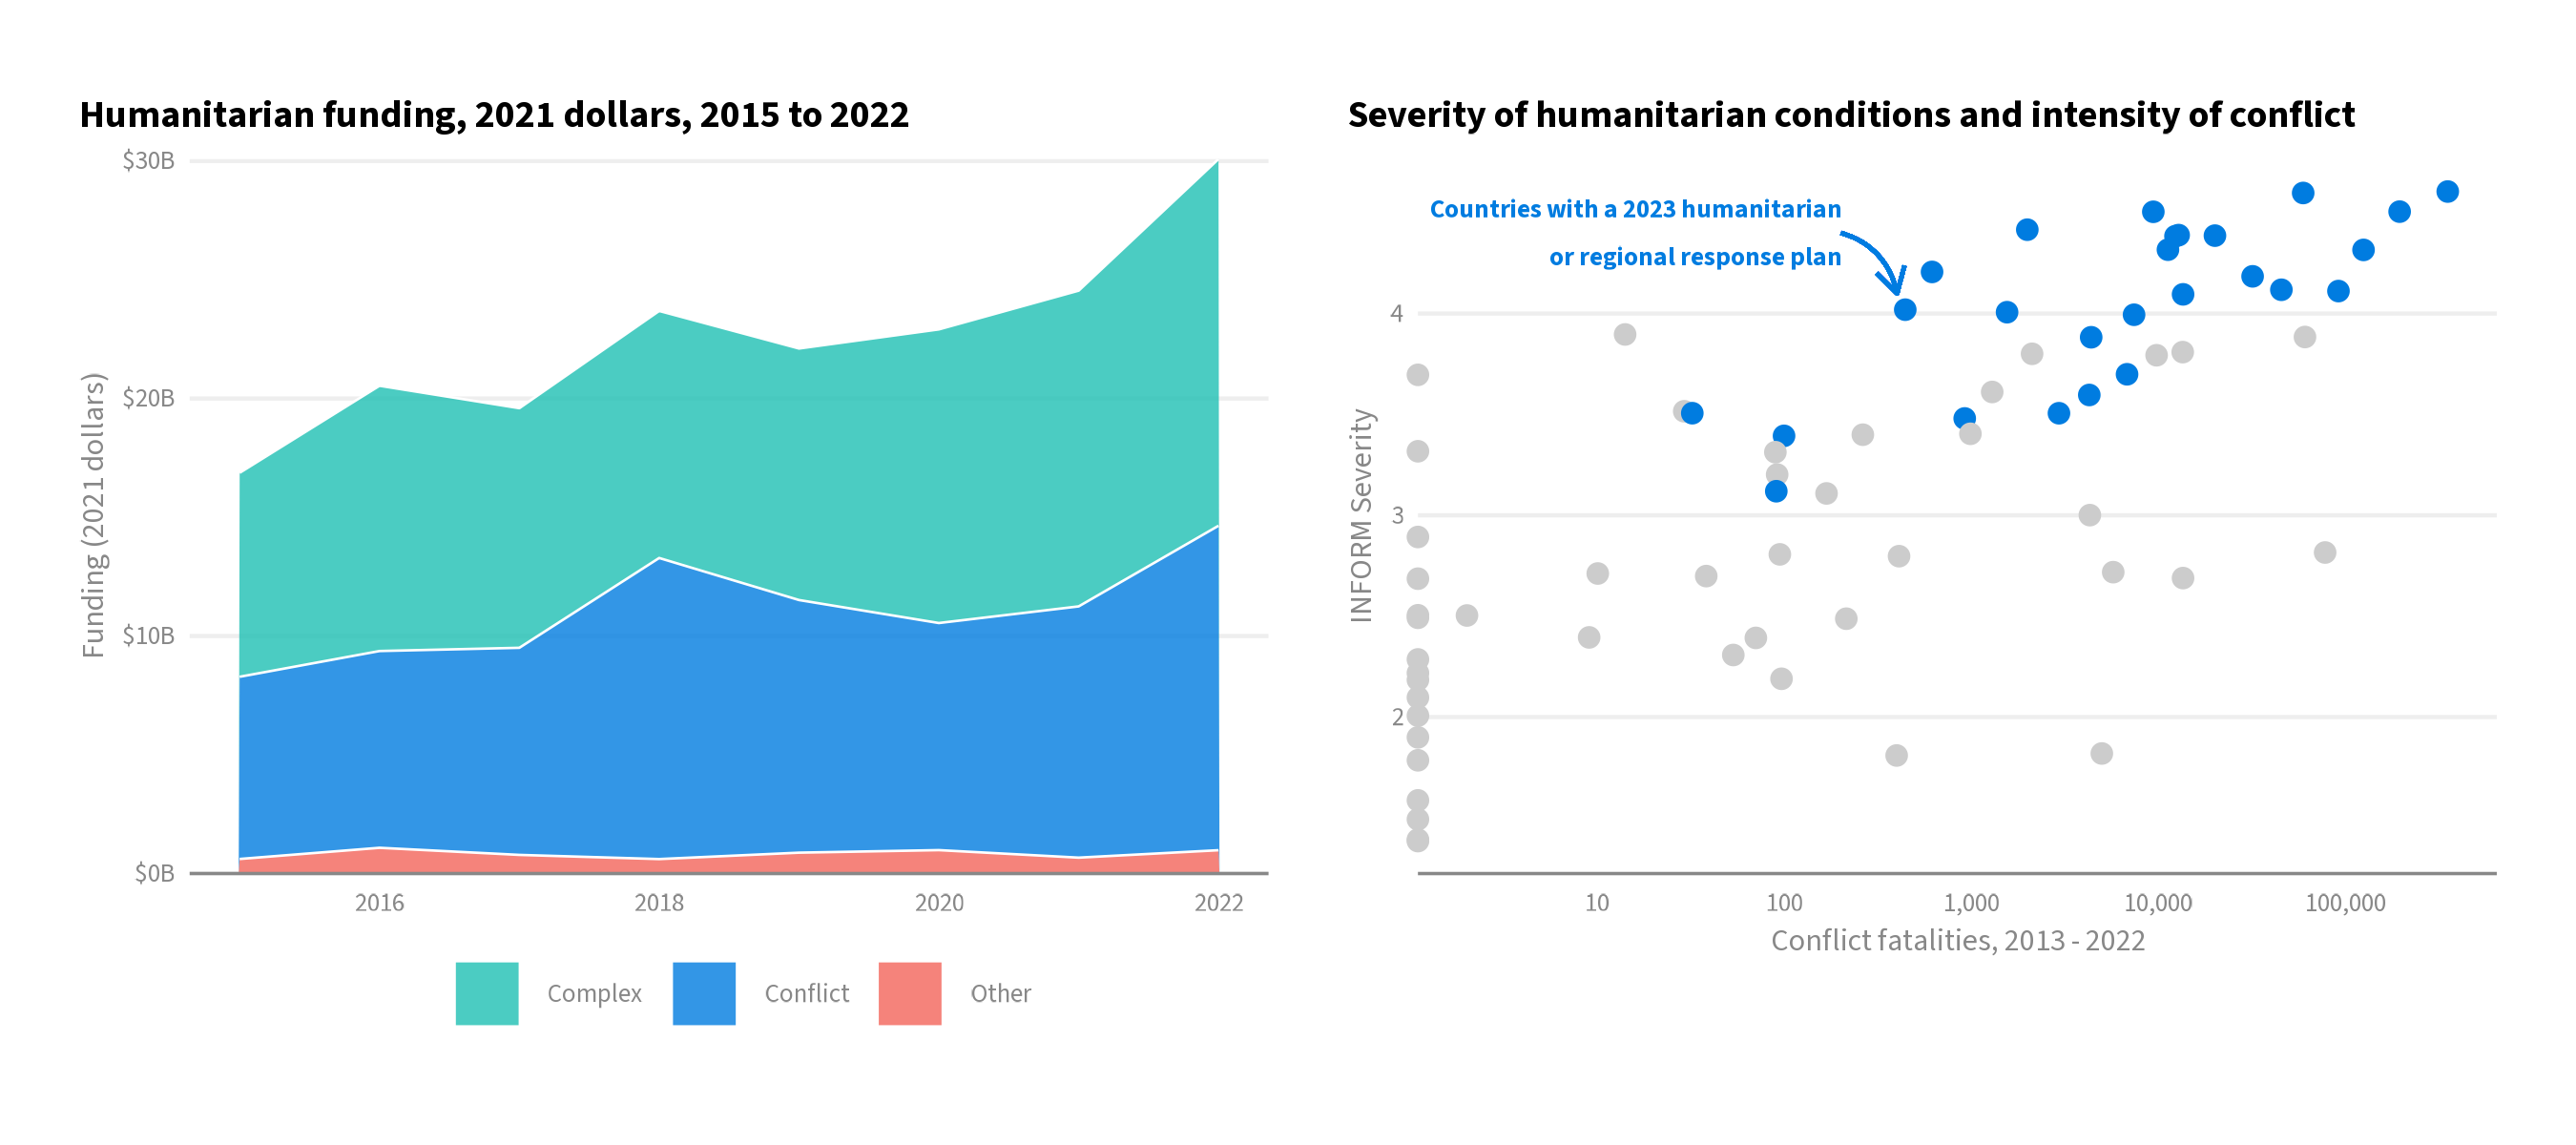 Humanitarian funding, 2021 dollars, 2015 to 2022
$30B
$20B
$10B
$0B
Funding (2021 dollars)
2016
2018
2020
2022
Complex
Conflict
Other
Severity of humanitarian conditions and intensity of conflict
Countries with a 2023 humanitarian
or regional response plan
4
3
2
INFORM Severity
10
100
1,000
10,000
100,000
Conflict fatalities, 2013 - 2022